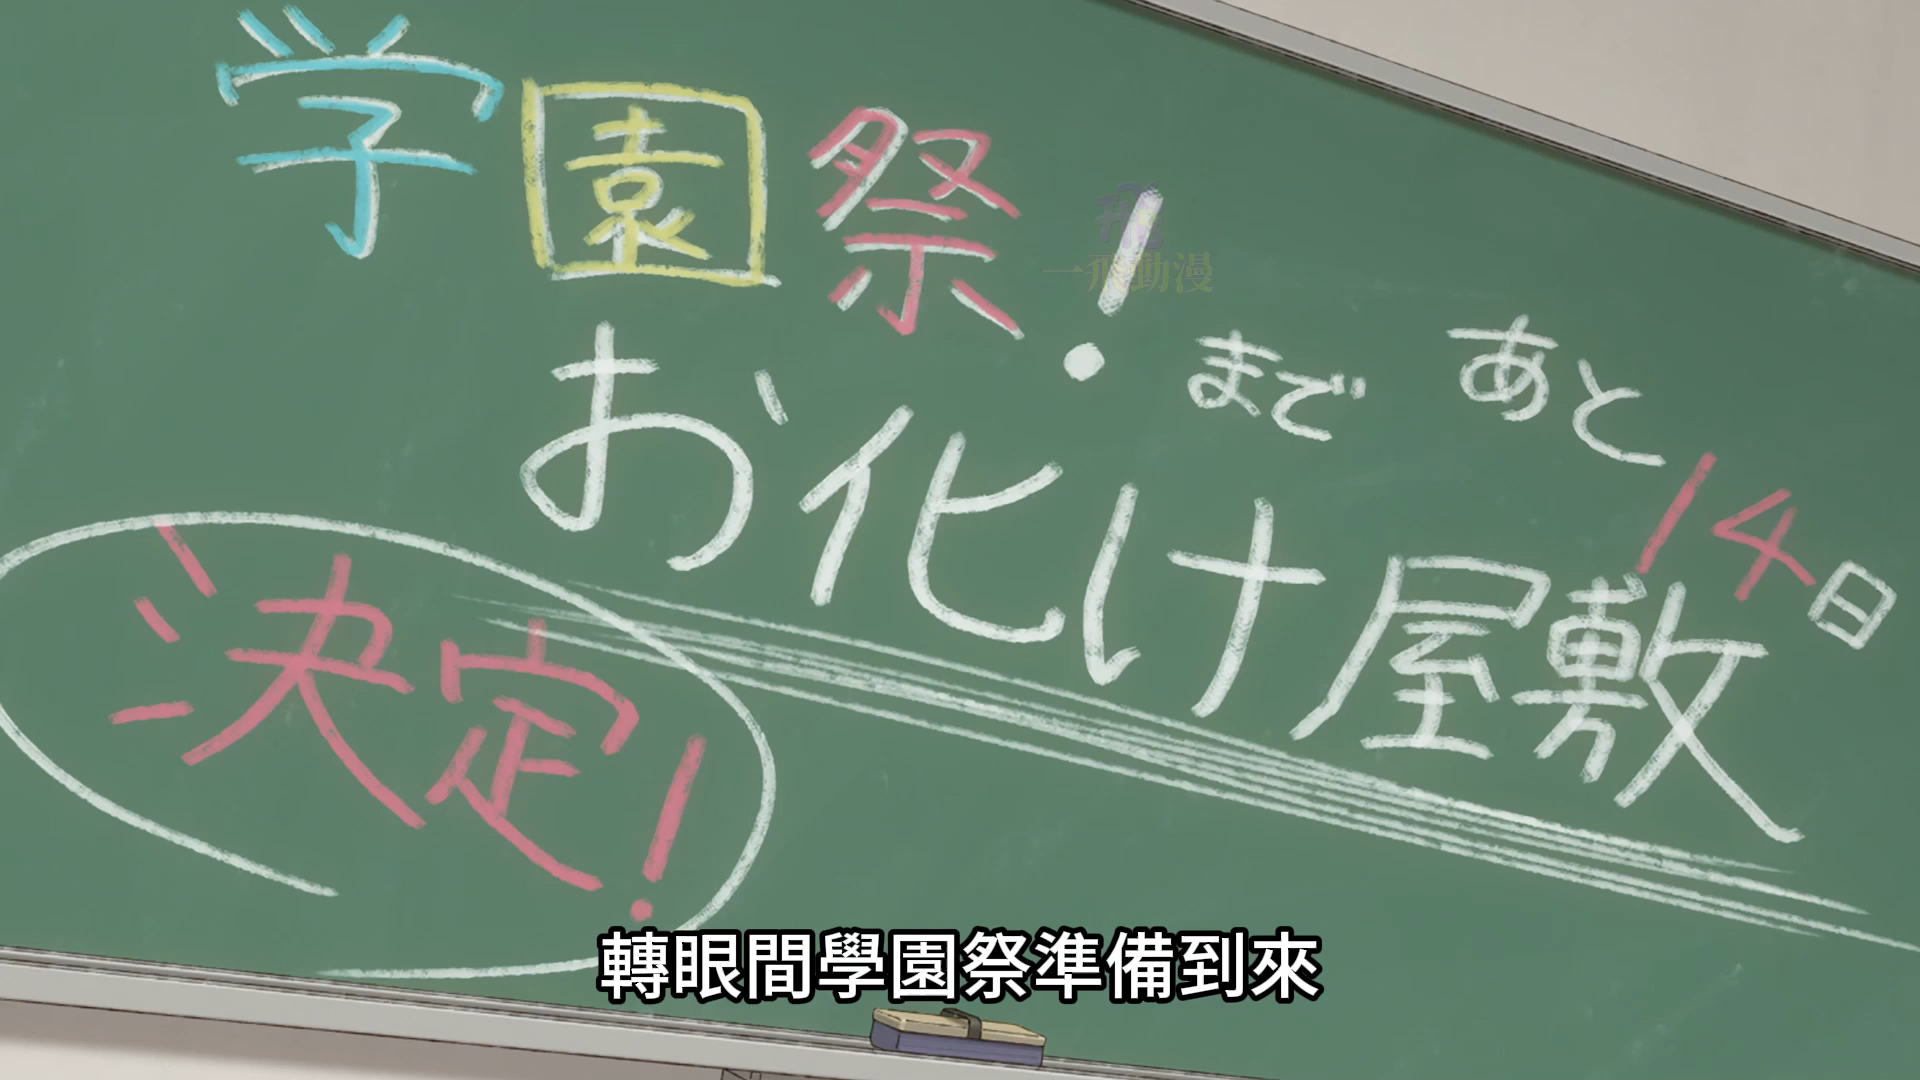 学園祭!まで あと14日
お化け屋敷
決定!
一飛動漫
轉眼間學園祭準備到來